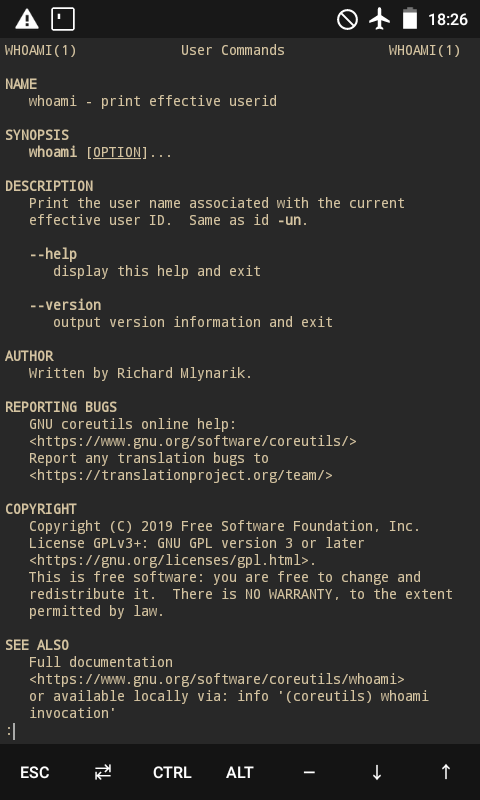 18:26
WHOAMI(1) User Commands WHOAMI(1)
NAME
whoami - print effective userid
SYNOPSIS
whoami [OPTION]...
DESCRIPTION
Print the user name associated with the current
effective user ID.  Same as id -un.
--help
display this help and exit
--version
output version information and exit
AUTHOR
Written by Richard Mlynarik.
REPORTING BUGS
GNU coreutils online help:
<https://www.gnu.org/software/coreutils/>
Report any translation bugs to
<https://translationproject.org/team/>
COPYRIGHT
Copyright (C) 2019 Free Software Foundation, Inc.
License GPLv3+: GNU GPL version 3 or later
<https://gnu.org/licenses/gpl.html>.
This is free software: you are free to change and
redistribute it.  There is NO WARRANTY, to the extent
permitted by law.
SEE ALSO
Full documentation
<https://www.gnu.org/software/coreutils/whoami>
or available locally via: info '(coreutils) whoami
invocation'
:
ESC ⇄ CTRL ALT — ↓ ↑